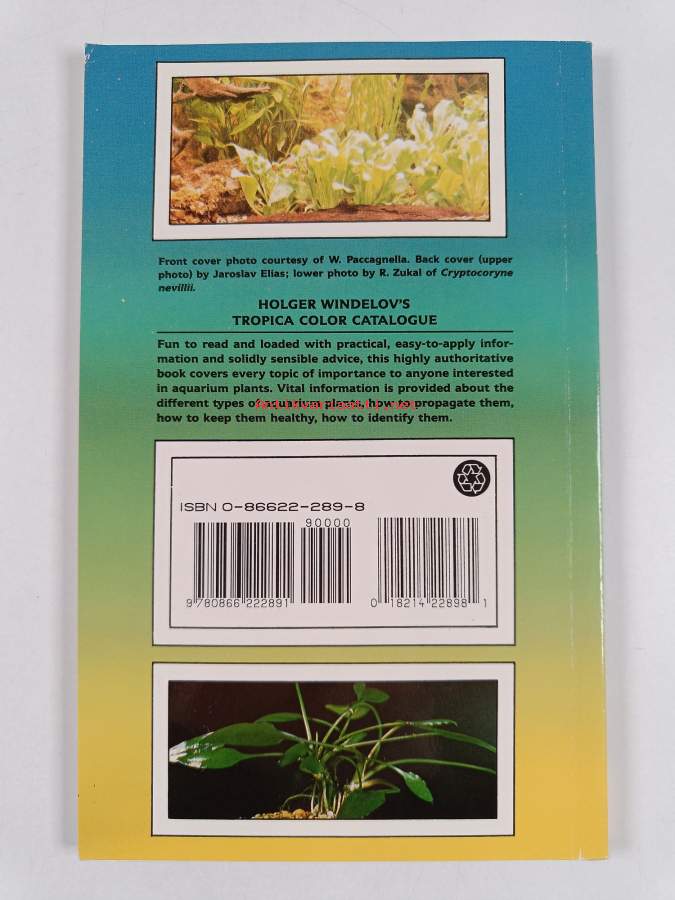 Front cover photo courtesy of W. Paccagnella. Back cover (upper
photo) by Jaroslav Elias; lower photo by R. Zukal of Cryptocoryne
nevillii.
HOLGER WINDELOV'S
TROPICA COLOR CATALOGUE
Fun to read and loaded with practical, easy-to-apply infor-
mation and solidly sensible advice, this highly authoritative
book covers every topic of importance to anyone interested
in aquarium plants. Vital information is provided about the
different types of aquarium plants, how to propagate them,
how to keep them healthy, how to identify them.
ISBN 0-86622-289-8
90000
9 780866 222891
0 18214 22898 1